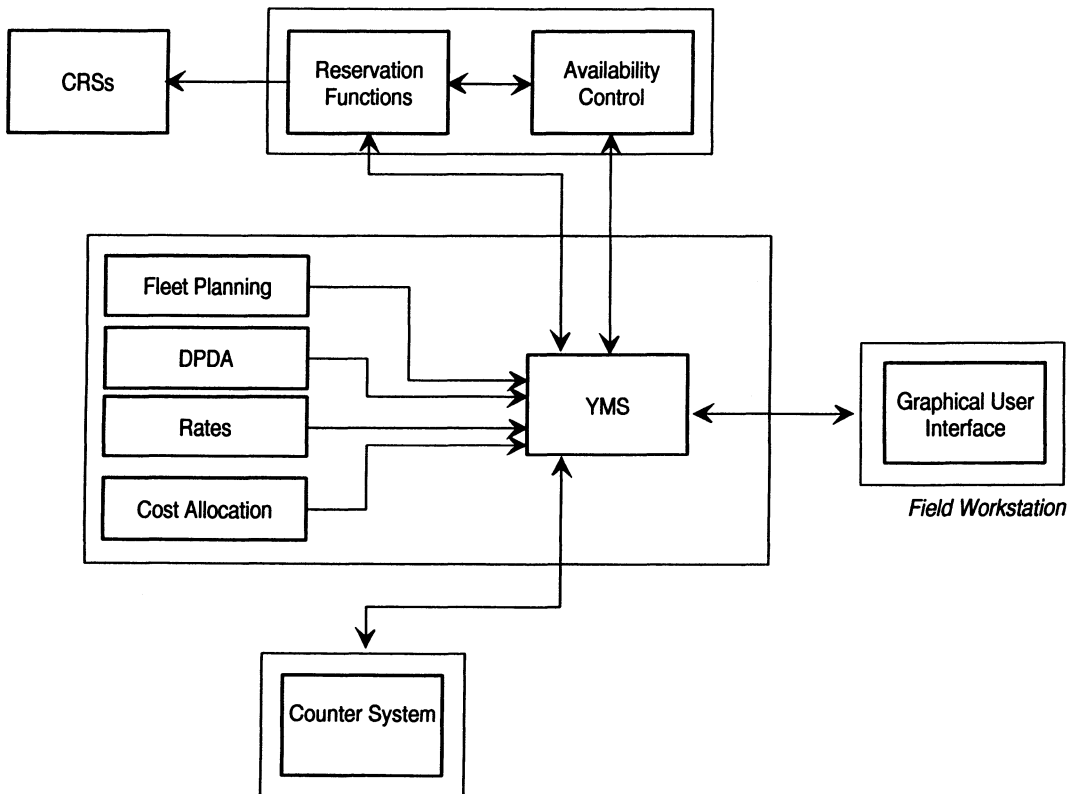 CRSs
Reservation
Functions
Availability
Control
Fleet Planning
DPDA
Rates
Cost Allocation
YMS
Graphical User
Interface
Field Workstation
Counter System